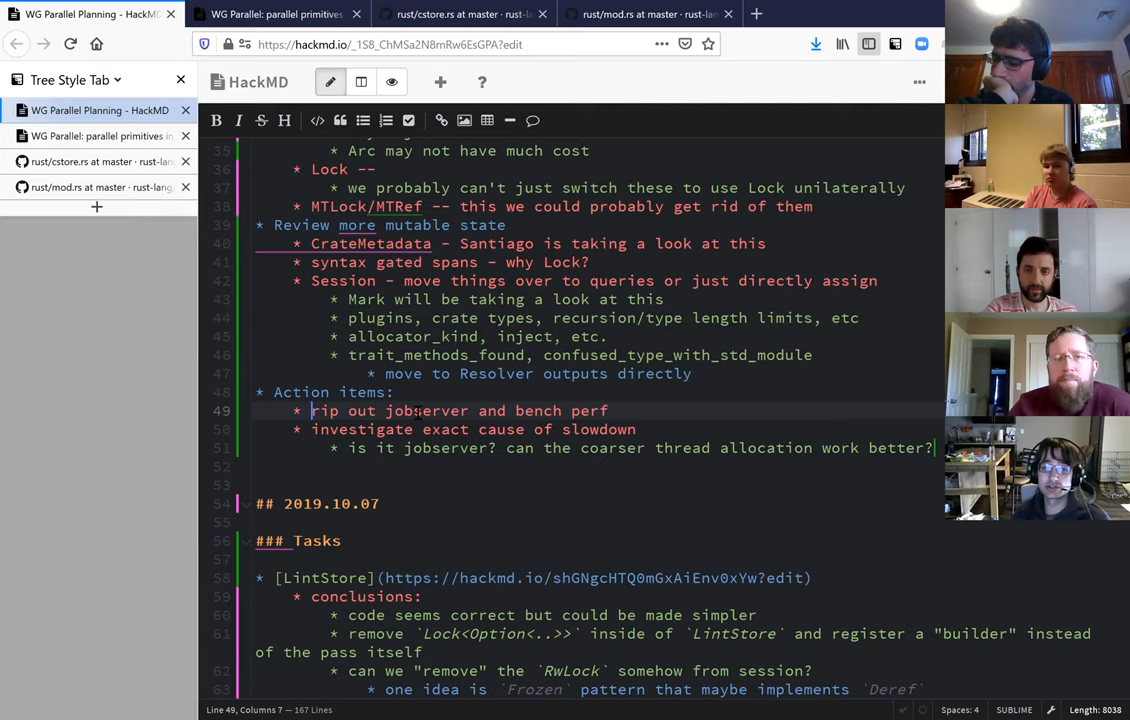 WG Parallel Planning - HackMD
WG Parallel: parallel primitives
rust/cstore.rs at master · rust-la
rust/mod.rs at master · rust-lan
https://hackmd.io/_1S8_ChMSa2N8mRw6EsGPA?edit
Tree Style Tab
WG Parallel Planning - HackMD
WG Parallel: parallel primitives in
rust/cstore.rs at master · rust-lan
rust/mod.rs at master · rust-lang
HackMD
B I S H
35
* Arc may not have much cost
36 * Lock --
37 * we probably can't just switch these to use Lock unilaterally
38 * MTLock/MTRef -- this we could probably get rid of them
39 * Review more mutable state
40 * CrateMetadata - Santiago is taking a look at this
41 * syntax gated spans - why Lock?
42 * Session - move things over to queries or just directly assign
43 * Mark will be taking a look at this
44 * plugins, crate types, recursion/type length limits, etc
45 * allocator_kind, inject, etc.
46 * trait_methods_found, confused_type_with_std_module
47 * move to Resolver outputs directly
48 * Action items:
49 * rip out jobserver and bench perf
50 * investigate exact cause of slowdown
51 * is it jobserver? can the coarser thread allocation work better?
52
53
54 ## 2019.10.07
55
56 ### Tasks
57
58 * [LintStore](https://hackmd.io/shGNgcHTQ0mGxAiEnv0xYw?edit)
59 * conclusions:
60 * code seems correct but could be made simpler
61 * remove `Lock<Option<..>>` inside of `LintStore` and register a "builder" instead
of the pass itself
62 * can we "remove" the `RwLock` somehow from session?
63 * one idea is `Frozen` pattern that maybe implements `Deref`
Line 49, Columns 7 — 167 Lines
Spaces: 4
SUBLIME
Length: 8038